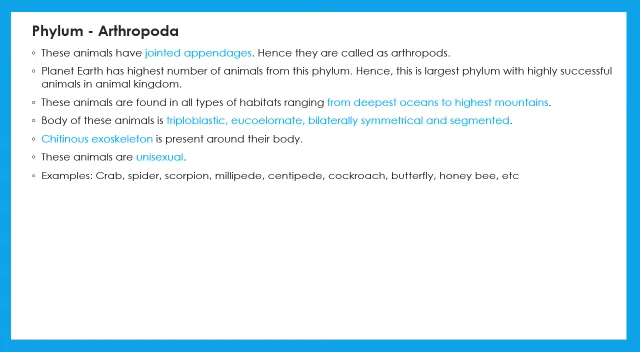 Phylum - Arthropoda
◦ These animals have jointed appendages. Hence they are called as arthropods.
◦ Planet Earth has highest number of animals from this phylum. Hence, this is largest phylum with highly successful
animals in animal kingdom.
◦ These animals are found in all types of habitats ranging from deepest oceans to highest mountains.
◦ Body of these animals is triploblastic, eucoelomate, bilaterally symmetrical and segmented.
◦ Chitinous exoskeleton is present around their body.
◦ These animals are unisexual.
◦ Examples: Crab, spider, scorpion, millipede, centipede, cockroach, butterfly, honey bee, etc